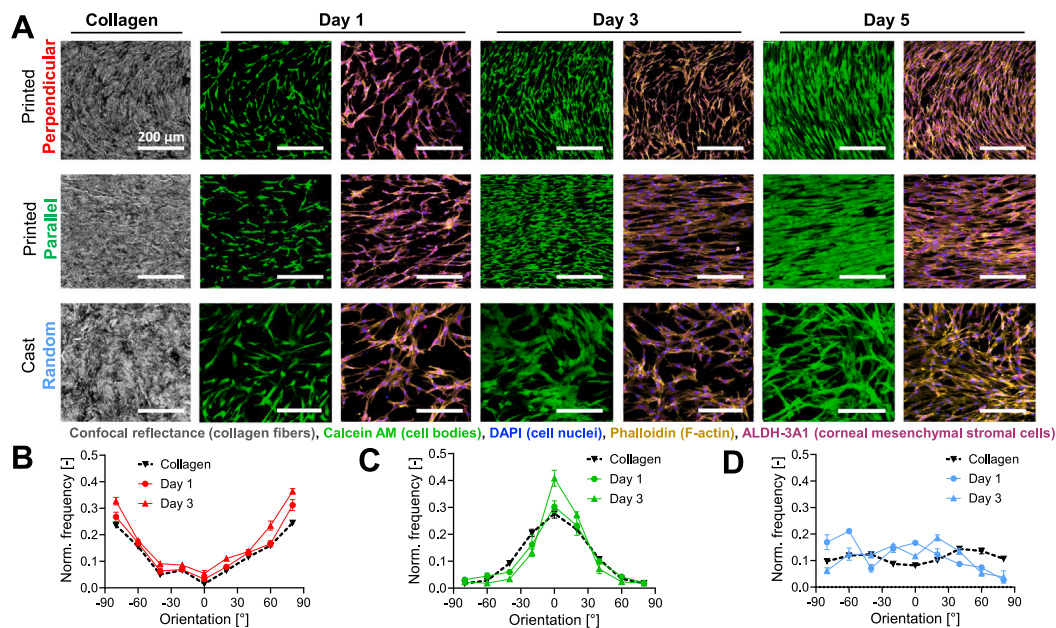 A
Collagen
Day 1
Day 3
Day 5
Printed
Perpendicular
200 μm
Printed
Parallel
Cast
Random
Confocal reflectance (collagen fibers), Calcein AM (cell bodies), DAPI (cell nuclei), Phalloidin (F-actin), ALDH-3A1 (corneal mesenchymal stromal cells)
B
Norm. frequency [-]
0.5
0.4
0.3
0.2
0.1
0.0
-90
-60
-30
0
30
60
90
Orientation [°]
Collagen
Day 1
Day 3
C
Norm. frequency [-]
0.5
0.4
0.3
0.2
0.1
0.0
-90
-60
-30
0
30
60
90
Orientation [°]
Collagen
Day 1
Day 3
D
Norm. frequency [-]
0.5
0.4
0.3
0.2
0.1
0.0
-90
-60
-30
0
30
60
90
Orientation [°]
Collagen
Day 1
Day 3